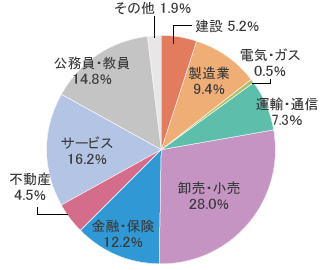 その他 1.9%
建設 5.2%
電気・ガス
0.5%
製造業
9.4%
運輸・通信
7.3%
卸売・小売
28.0%
金融・保険
12.2%
不動産
4.5%
サービス
16.2%
公務員・教員
14.8%